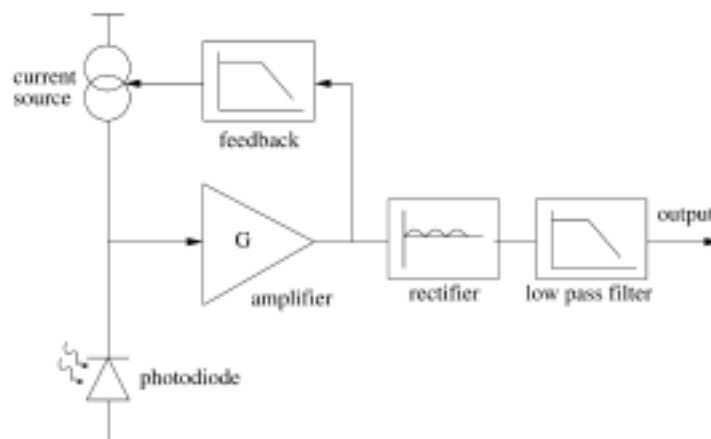 current
source
feedback
G
amplifier
rectifier
low pass filter
output
photodiode